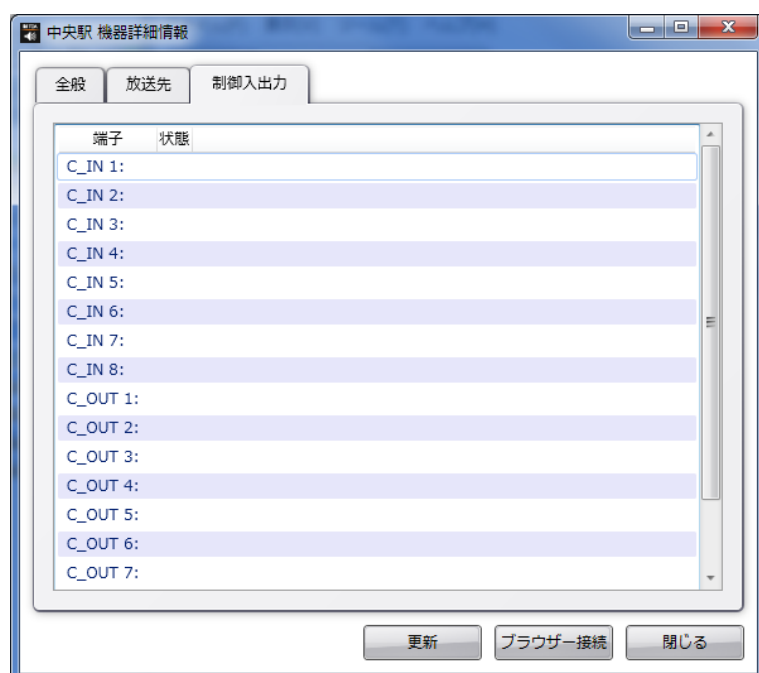 中央駅 機器詳細情報
全般 放送先 制御入出力
端子 状態
C_IN 1:
C_IN 2:
C_IN 3:
C_IN 4:
C_IN 5:
C_IN 6:
C_IN 7:
C_IN 8:
C_OUT 1:
C_OUT 2:
C_OUT 3:
C_OUT 4:
C_OUT 5:
C_OUT 6:
C_OUT 7:
更新 ブラウザー接続 閉じる